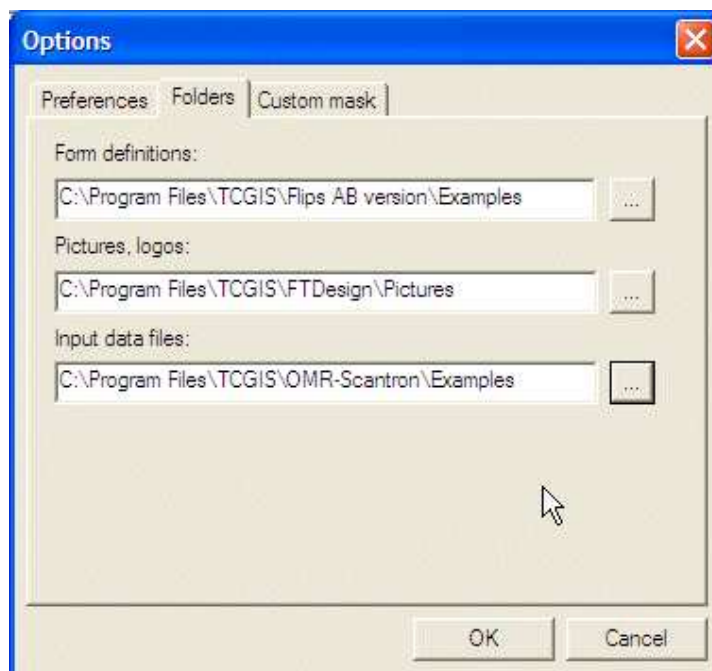 Options
Preferences Folders Custom mask
Form definitions:
C:\Program Files\TCGIS\Flips AB version\Examples ...
Pictures, logos:
C:\Program Files\TCGIS\FTDesign\Pictures ...
Input data files:
C:\Program Files\TCGIS\OMR-Scantron\Examples ...
OK Cancel